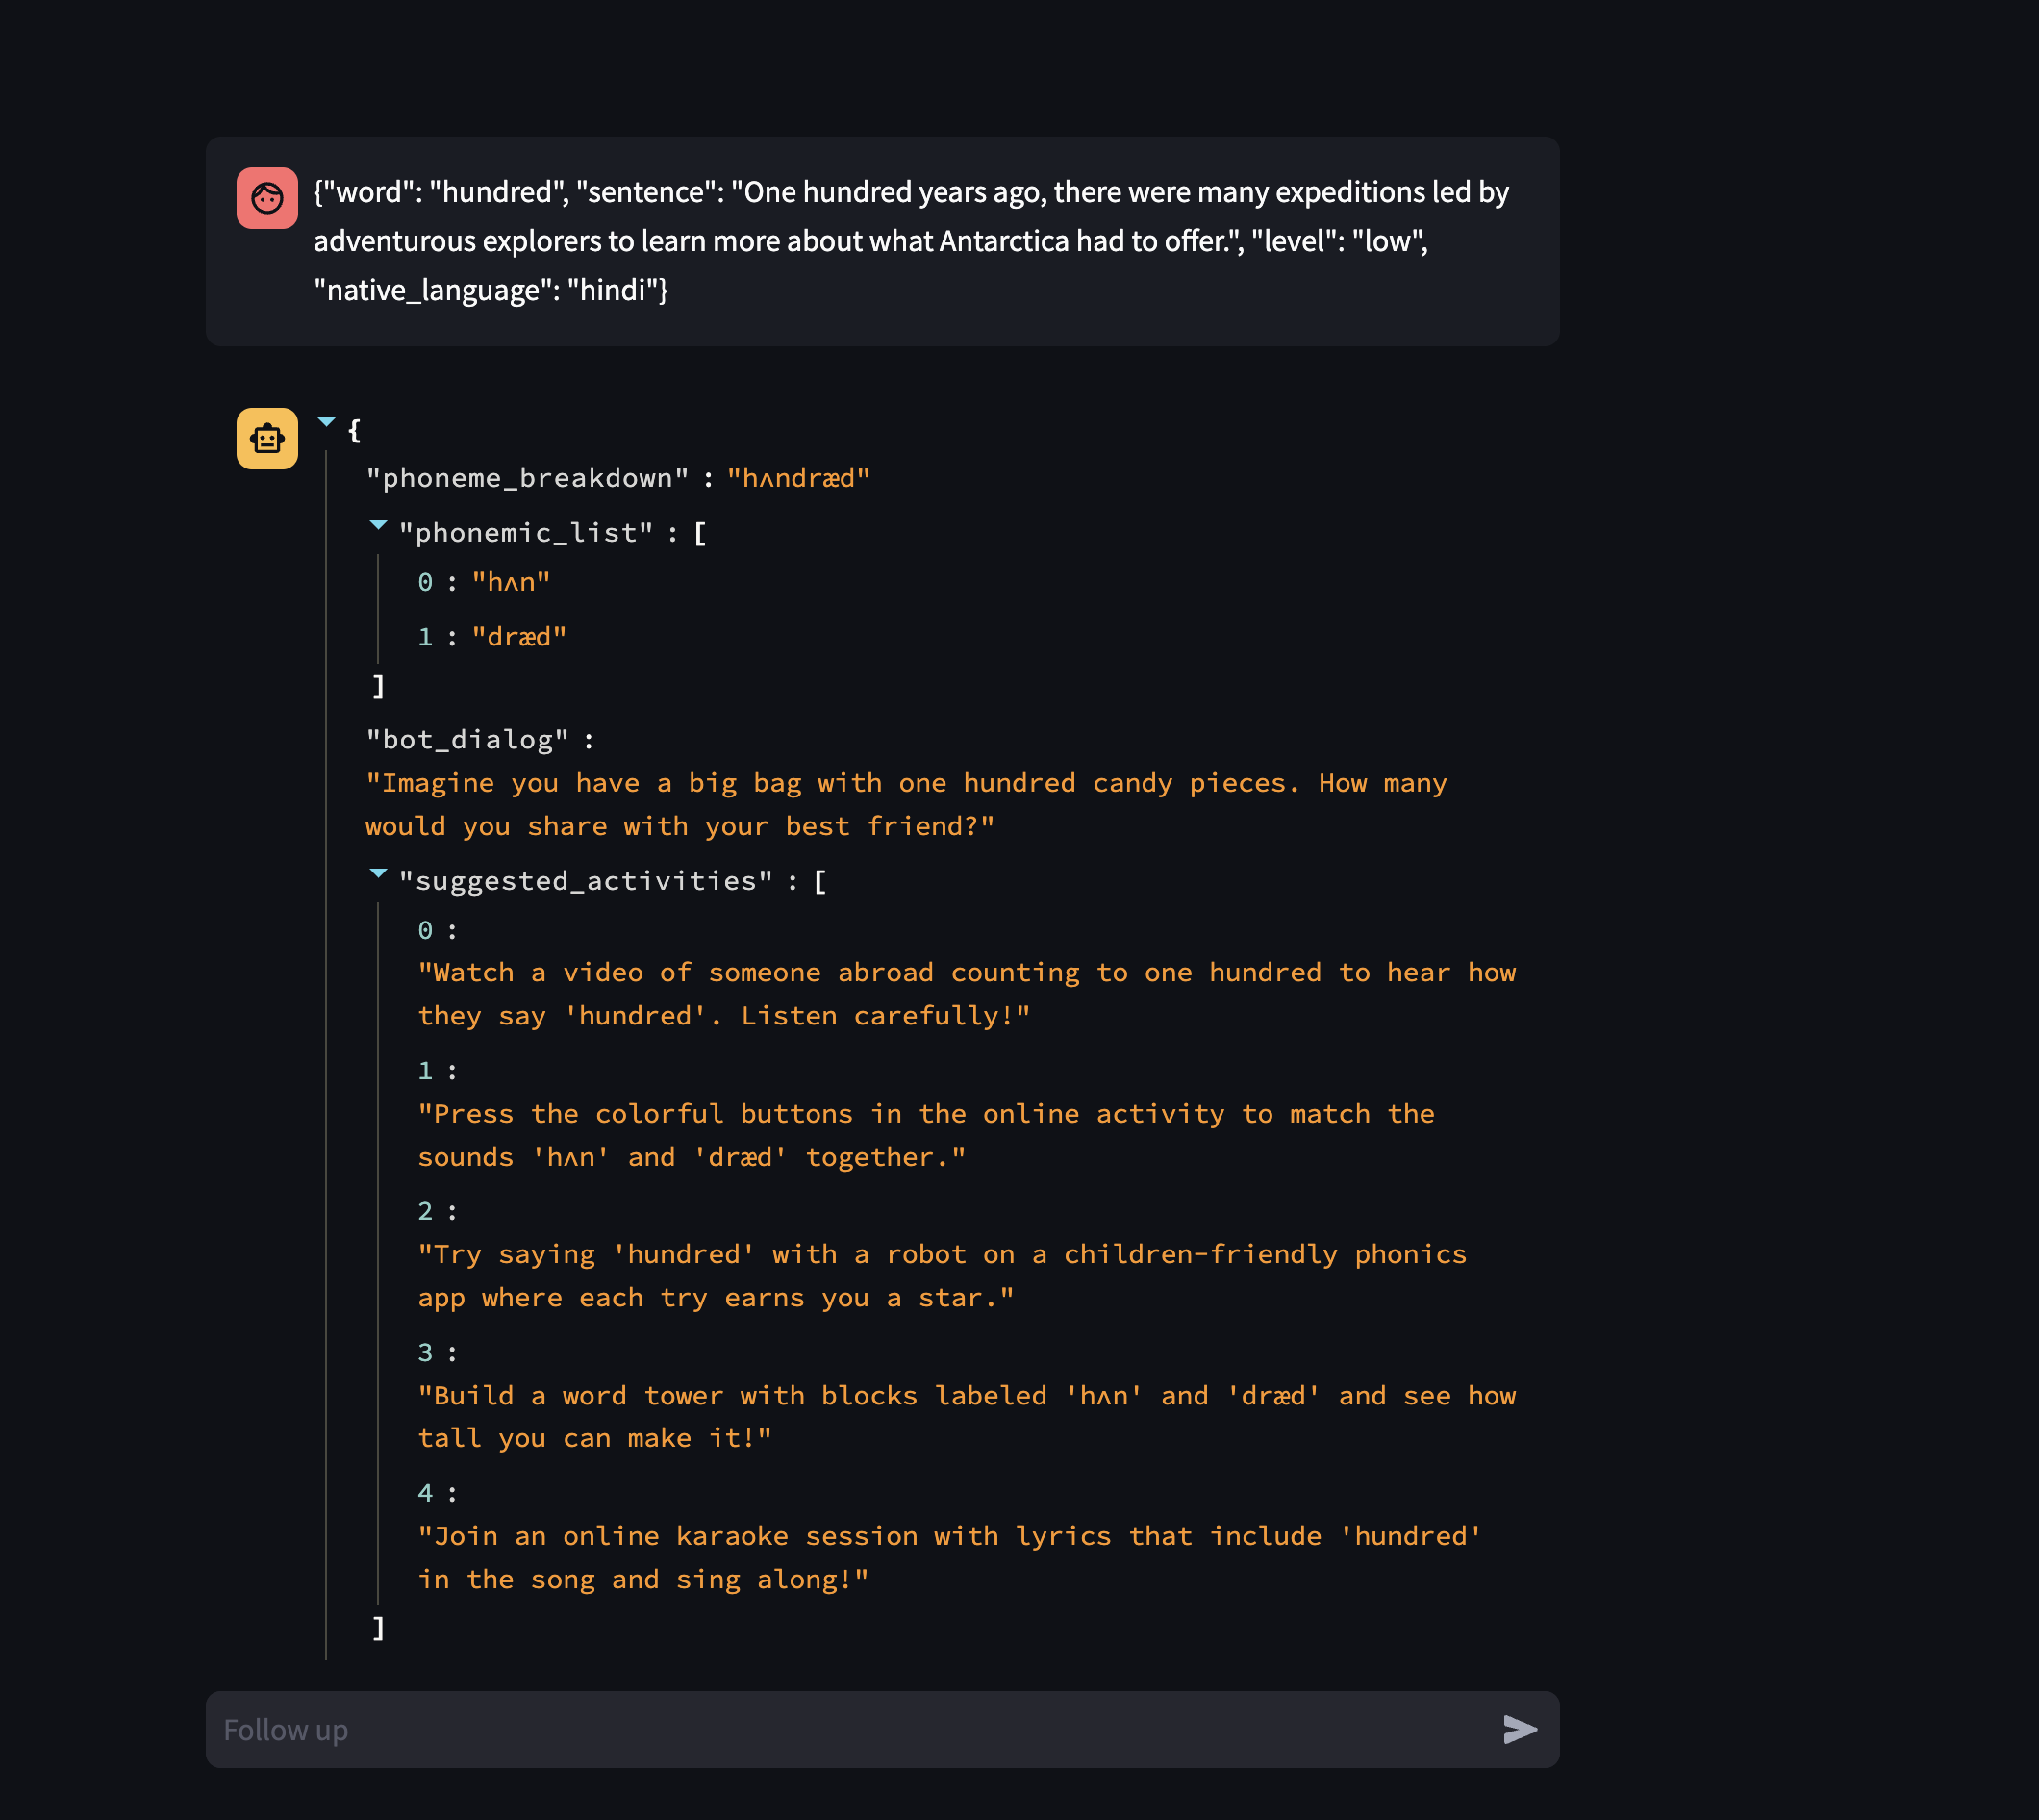 {"word": "hundred", "sentence": "One hundred years ago, there were many expeditions led by
adventurous explorers to learn more about what Antarctica had to offer.", "level": "low",
"native_language": "hindi"}
{
"phoneme_breakdown" : "hʌndræd"
"phonemic_list" : [
0 : "hʌn"
1 : "dræd"
]
"bot_dialog" :
"Imagine you have a big bag with one hundred candy pieces. How many
would you share with your best friend?"
"suggested_activities" : [
0 :
"Watch a video of someone abroad counting to one hundred to hear how
they say 'hundred'. Listen carefully!"
1 :
"Press the colorful buttons in the online activity to match the
sounds 'hʌn' and 'dræd' together."
2 :
"Try saying 'hundred' with a robot on a children-friendly phonics
app where each try earns you a star."
3 :
"Build a word tower with blocks labeled 'hʌn' and 'dræd' and see how
tall you can make it!"
4 :
"Join an online karaoke session with lyrics that include 'hundred'
in the song and sing along!"
]
Follow up